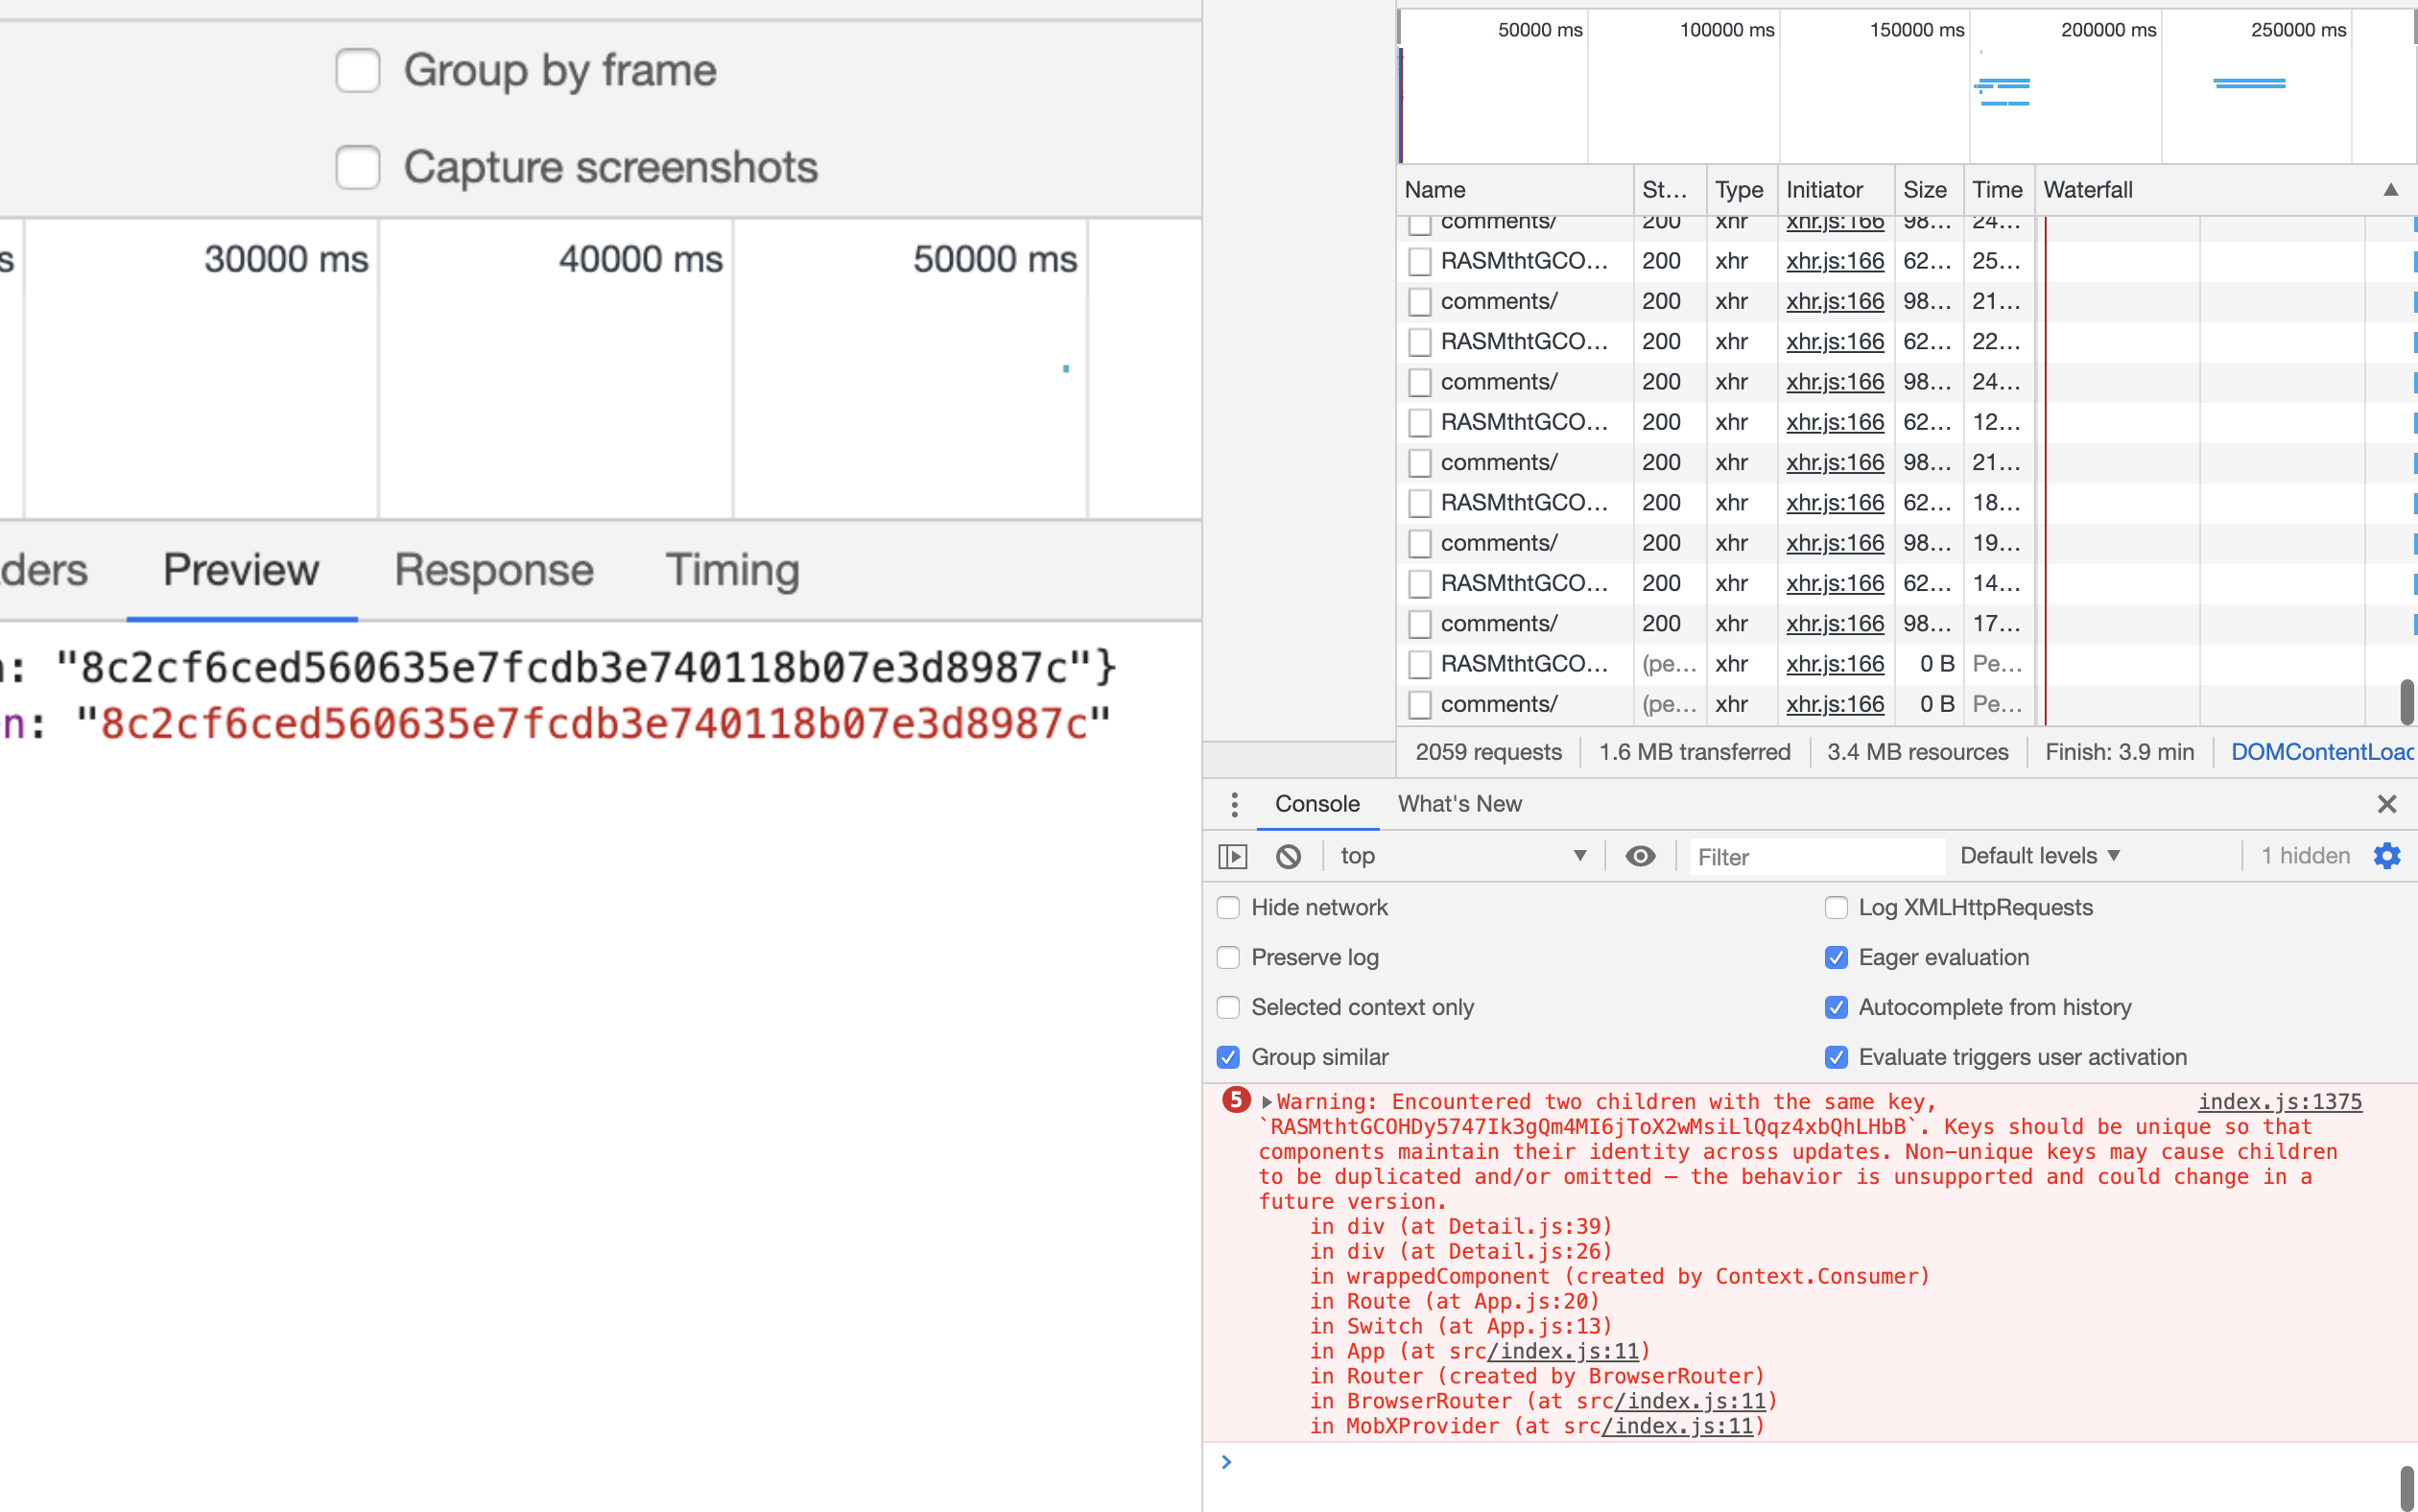 Group by frame
Capture screenshots
s
30000 ms
40000 ms
50000 ms
ders
Preview
Response
Timing
: "8c2cf6ced560635e7fcdb3e740118b07e3d8987c"}
n: "8c2cf6ced560635e7fcdb3e740118b07e3d8987c"
50000 ms
100000 ms
150000 ms
200000 ms
250000 ms
Name St... Type Initiator Size Time Waterfall
comments/ 200 xhr xhr.js:166 98... 24...
RASMthtGCO... 200 xhr xhr.js:166 62... 25...
comments/ 200 xhr xhr.js:166 98... 21...
RASMthtGCO... 200 xhr xhr.js:166 62... 22...
comments/ 200 xhr xhr.js:166 98... 24...
RASMthtGCO... 200 xhr xhr.js:166 62... 12...
comments/ 200 xhr xhr.js:166 98... 21...
RASMthtGCO... 200 xhr xhr.js:166 62... 18...
comments/ 200 xhr xhr.js:166 98... 19...
RASMthtGCO... 200 xhr xhr.js:166 62... 14...
comments/ 200 xhr xhr.js:166 98... 17...
RASMthtGCO... (pe... xhr xhr.js:166 0 B Pe...
comments/ (pe... xhr xhr.js:166 0 B Pe...
2059 requests 1.6 MB transferred 3.4 MB resources Finish: 3.9 min DOMContentLoad
Console What's New
top Filter Default levels 1 hidden
Hide network Log XMLHttpRequests
Preserve log Eager evaluation
Selected context only Autocomplete from history
Group similar Evaluate triggers user activation
5 Warning: Encountered two children with the same key, index.js:1375
`RASMthtGCOHDy5747Ik3gQm4MI6jToX2wMsiLlQqz4xbQhLHbB`. Keys should be unique so that
components maintain their identity across updates. Non-unique keys may cause children
to be duplicated and/or omitted — the behavior is unsupported and could change in a
future version.
in div (at Detail.js:39)
in div (at Detail.js:26)
in wrappedComponent (created by Context.Consumer)
in Route (at App.js:20)
in Switch (at App.js:13)
in App (at src/index.js:11)
in Router (created by BrowserRouter)
in BrowserRouter (at src/index.js:11)
in MobXProvider (at src/index.js:11)